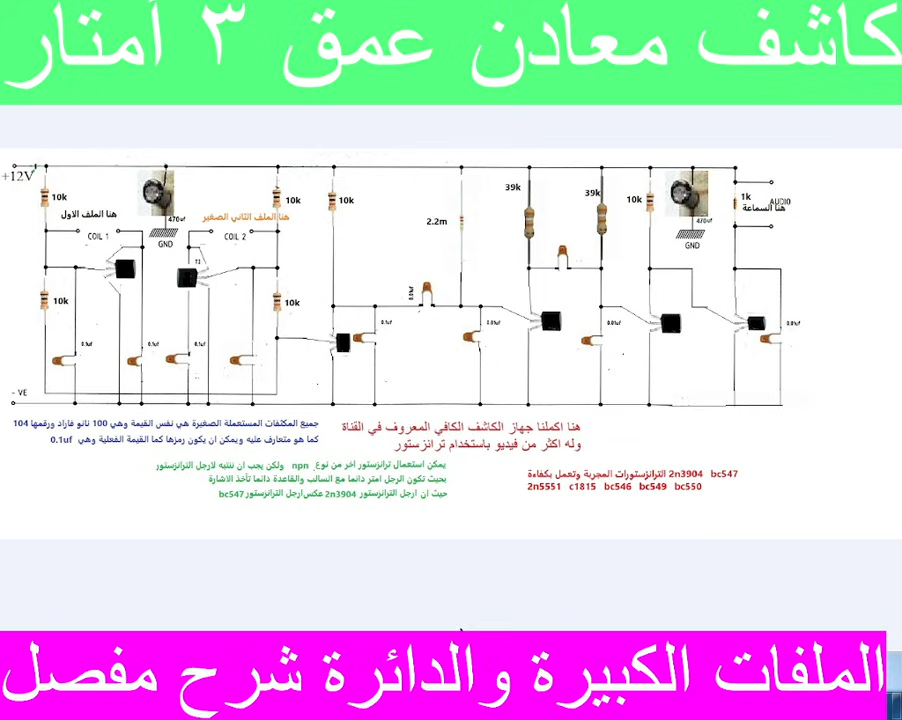 كاشف معادن عمق ٣ أمتار
+12V
10k
470uf
GND
هنا الملف الاول
COIL 1
10k
هنا الملف الثاني الصغير
COIL 2
T2
10k
2.2m
39k
39k
10k
470uf
GND
1k
AUDIO
هنا السماعة
10k
10k
0.1uf
0.1uf
0.1uf
0.1uf
0.01uf
0.01uf
0.01uf
- VE
جميع المكثفات المستعملة الصغيرة هي نفس القيمة وهي 100 نانو فاراد ورقمها 104
كما هو متعارف عليه ويمكن ان يكون رمزها كما القيمة الفعلية وهي 0.1uf
هنا اكملنا جهاز الكاشف الكافي المعروف في القناة
وله اكثر من فيديو باستخدام ترانزستور
يمكن استعمال ترانزستور اخر من نوع npn ولكن يجب ان ننتبه لارجل الترانزستور
بحيث تكون الرجل امتر دائما مع السالب والقاعدة دائما تأخذ الاشارة
حيث ان ارجل الترانزستور 2n3904 عكس ارجل الترانزستور bc547
الترانزستورات المجربة وتعمل بكفاءة 2n3904 bc547
2n5551 c1815 bc546 bc549 bc550
الملفات الكبيرة والدائرة شرح مفصل